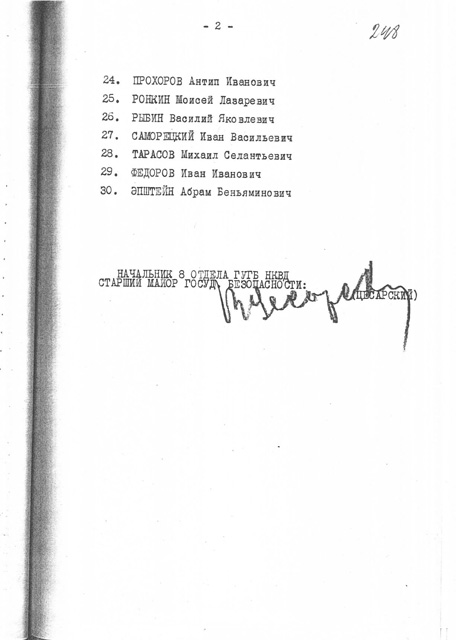 - 2 -
248
24. ПРОХОРОВ Антип Иванович
25. РОНКИН Моисей Лазаревич
26. РЫБИН Василий Яковлевич
27. САМОРЕЦКИЙ Иван Васильевич
28. ТАРАСОВ Михаил Селантьевич
29. ФЕДОРОВ Иван Иванович
30. ЭПШТЕЙН Абрам Беньяминович
НАЧАЛЬНИК 8 ОТДЕЛА ГУГБ НКВД
СТАРШИЙ МАЙОР ГОСУД. БЕЗОПАСНОСТИ:
(ЦЕСАРСКИЙ)